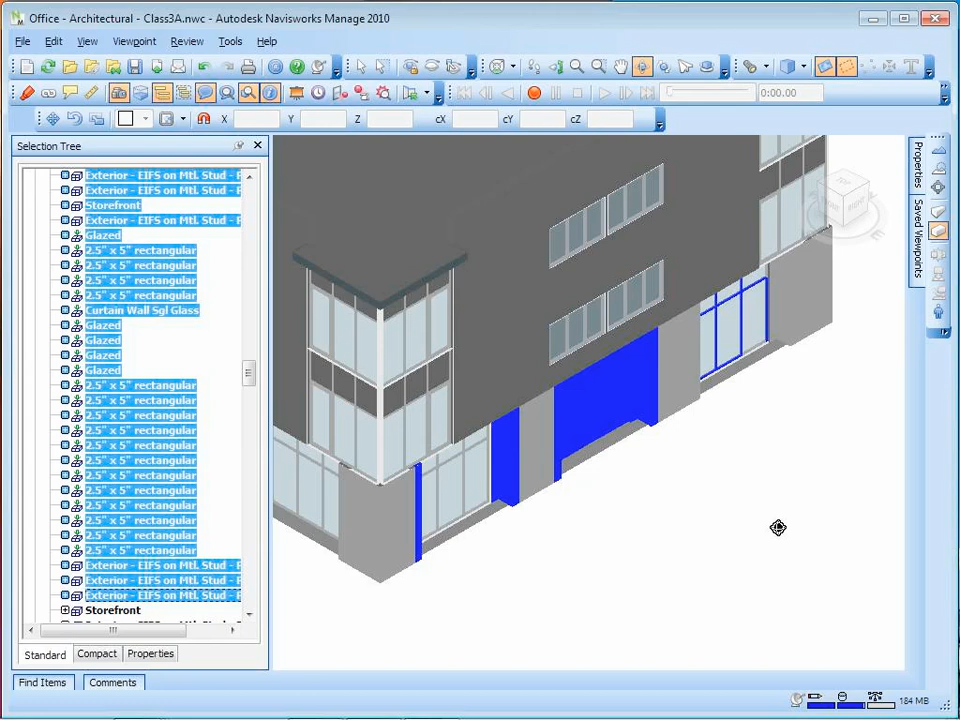 Office - Architectural - Class3A.nwc - Autodesk Navisworks Manage 2010
File Edit View Viewpoint Review Tools Help
0:00.00
X Y Z cX cY cZ
Selection Tree
Exterior - EIFS on Mtl. Stud - F
Exterior - EIFS on Mtl. Stud - F
Storefront
Exterior - EIFS on Mtl. Stud - F
Glazed
2.5" x 5" rectangular
2.5" x 5" rectangular
2.5" x 5" rectangular
2.5" x 5" rectangular
Curtain Wall Sgl Glass
Glazed
Glazed
Glazed
Glazed
2.5" x 5" rectangular
2.5" x 5" rectangular
2.5" x 5" rectangular
2.5" x 5" rectangular
2.5" x 5" rectangular
2.5" x 5" rectangular
2.5" x 5" rectangular
2.5" x 5" rectangular
2.5" x 5" rectangular
2.5" x 5" rectangular
2.5" x 5" rectangular
2.5" x 5" rectangular
Exterior - EIFS on Mtl. Stud - F
Exterior - EIFS on Mtl. Stud - F
Exterior - EIFS on Mtl. Stud - F
Storefront
Standard Compact Properties
Find Items Comments
Properties
Saved Viewpoints
184 MB